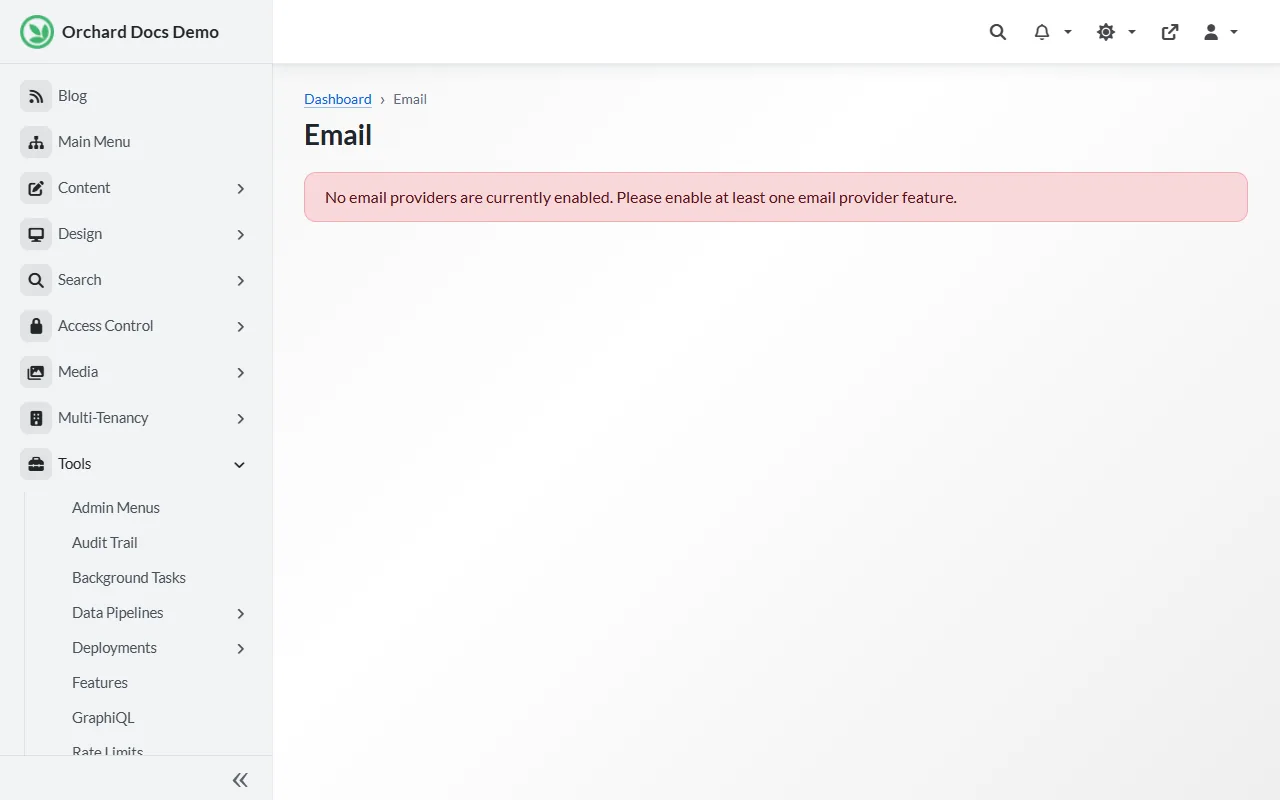 Orchard Docs Demo
Blog
Main Menu
Content
Design
Search
Access Control
Media
Multi-Tenancy
Tools
Admin Menus
Audit Trail
Background Tasks
Data Pipelines
Deployments
Features
GraphiQL
Rate Limits
Dashboard › Email
Email
No email providers are currently enabled. Please enable at least one email provider feature.